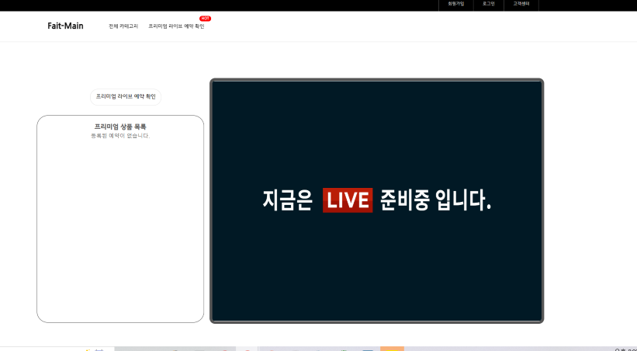 회원가입 로그인 고객센터
Fait-Main
전체 카테고리 프리미엄 라이브 예약 확인 HOT
프리미엄 라이브 예약 확인
프리미엄 상품 목록
등록된 예약이 없습니다.
지금은 LIVE 준비중 입니다.